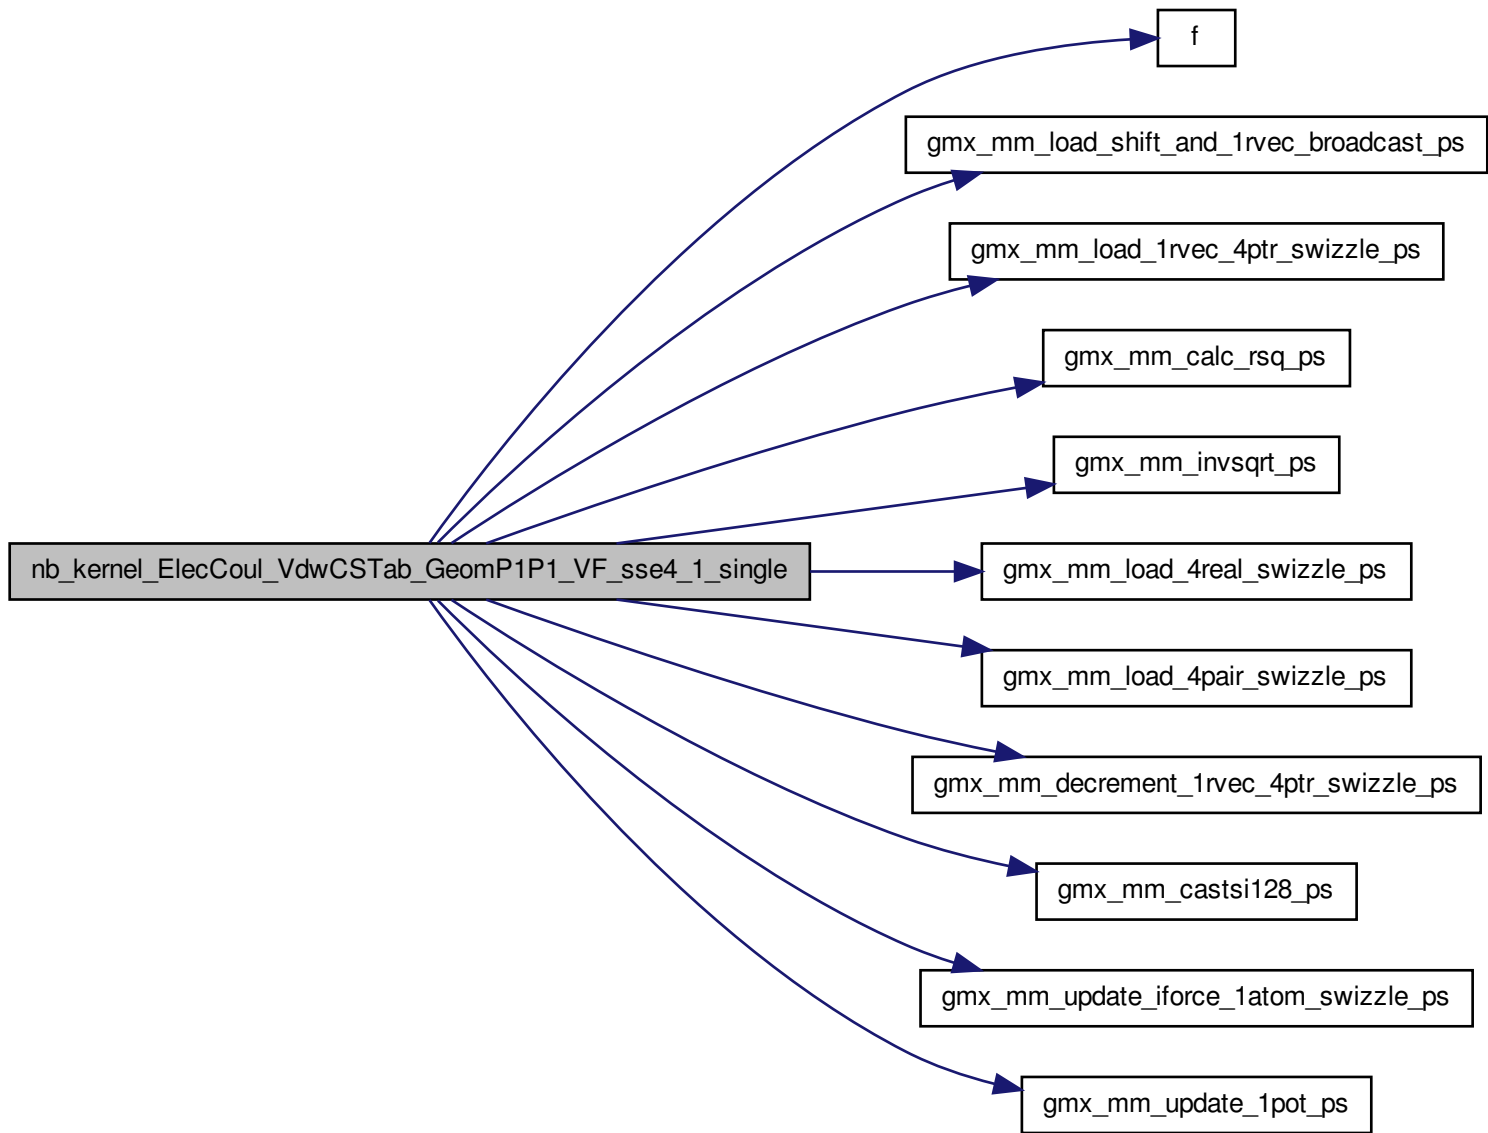 f
gmx_mm_load_shift_and_1rvec_broadcast_ps
gmx_mm_load_1rvec_4ptr_swizzle_ps
gmx_mm_calc_rsq_ps
gmx_mm_invsqrt_ps
nb_kernel_ElecCoul_VdwCSTab_GeomP1P1_VF_sse4_1_single
gmx_mm_load_4real_swizzle_ps
gmx_mm_load_4pair_swizzle_ps
gmx_mm_decrement_1rvec_4ptr_swizzle_ps
gmx_mm_castsi128_ps
gmx_mm_update_iforce_1atom_swizzle_ps
gmx_mm_update_1pot_ps